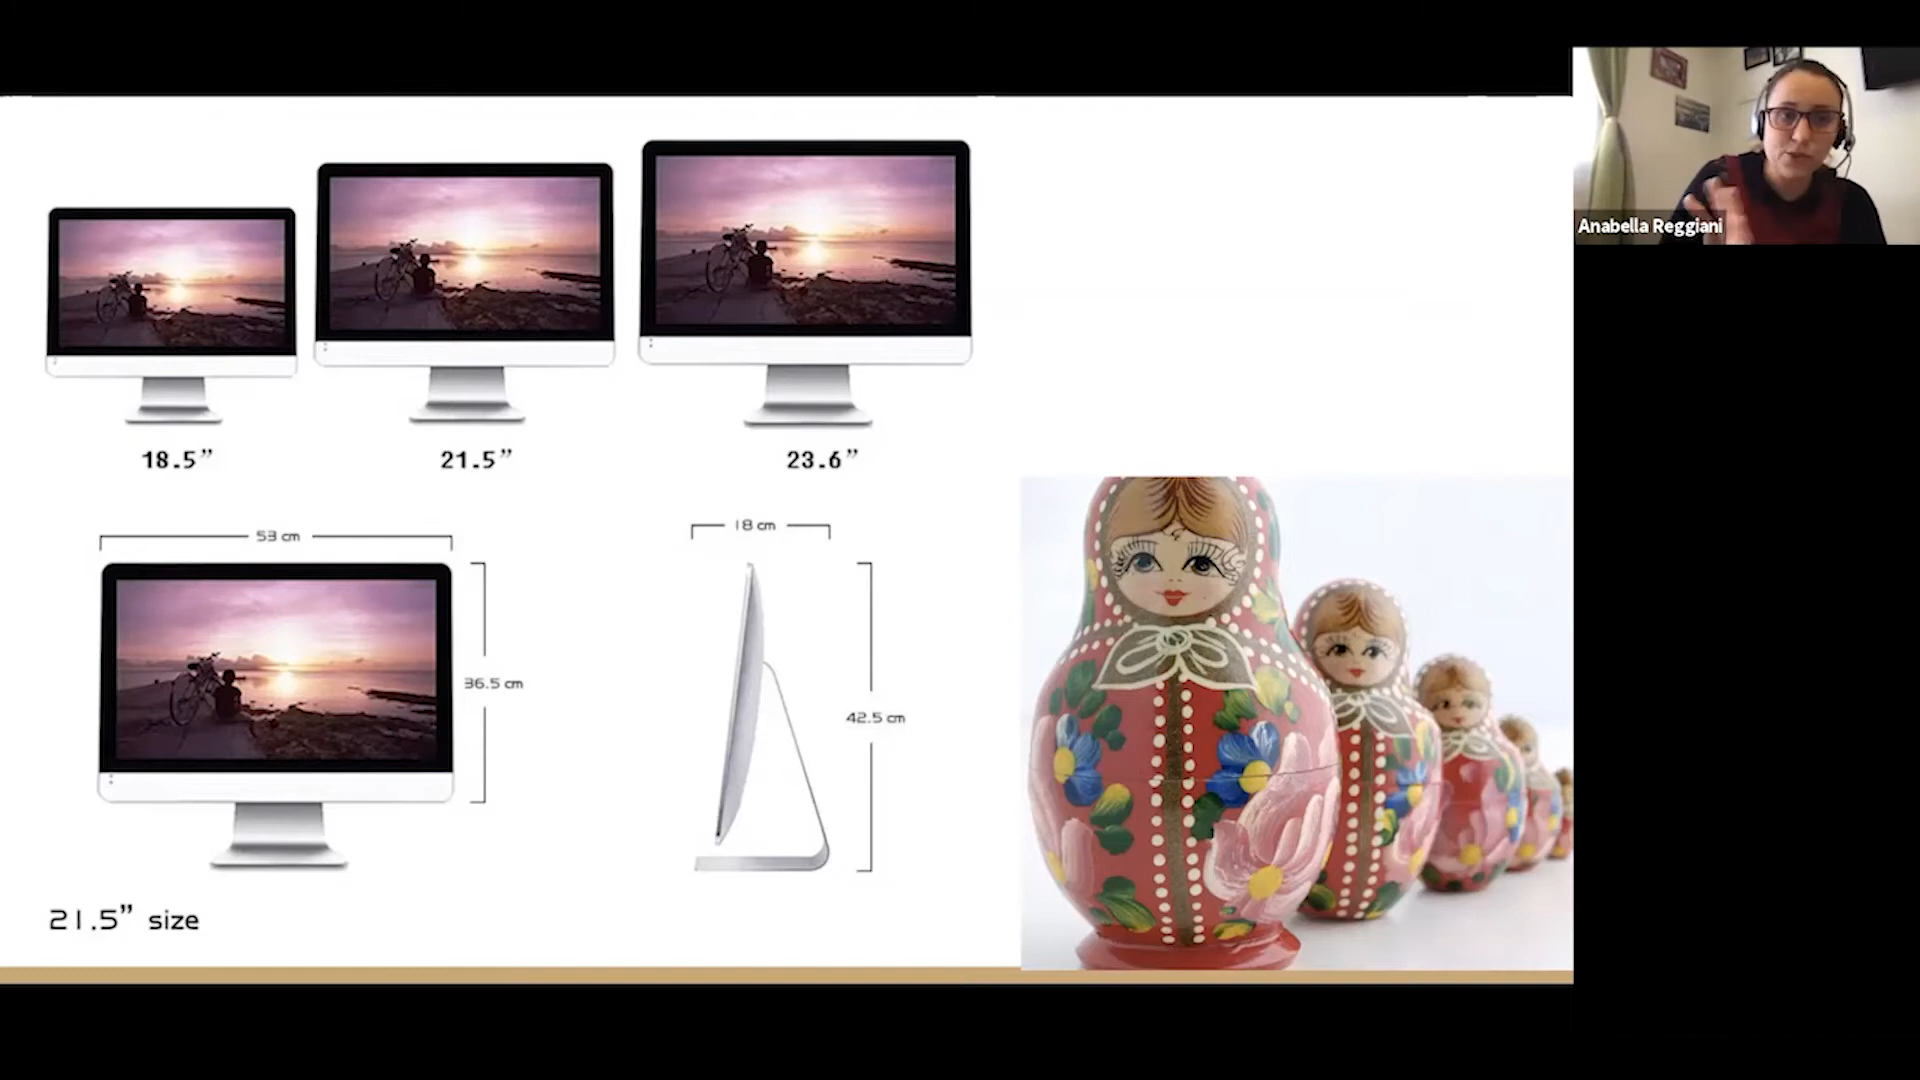 Anabella Reggiani
18.5”
21.5”
23.6”
53 cm
18 cm
36.5 cm
42.5 cm
21.5” size